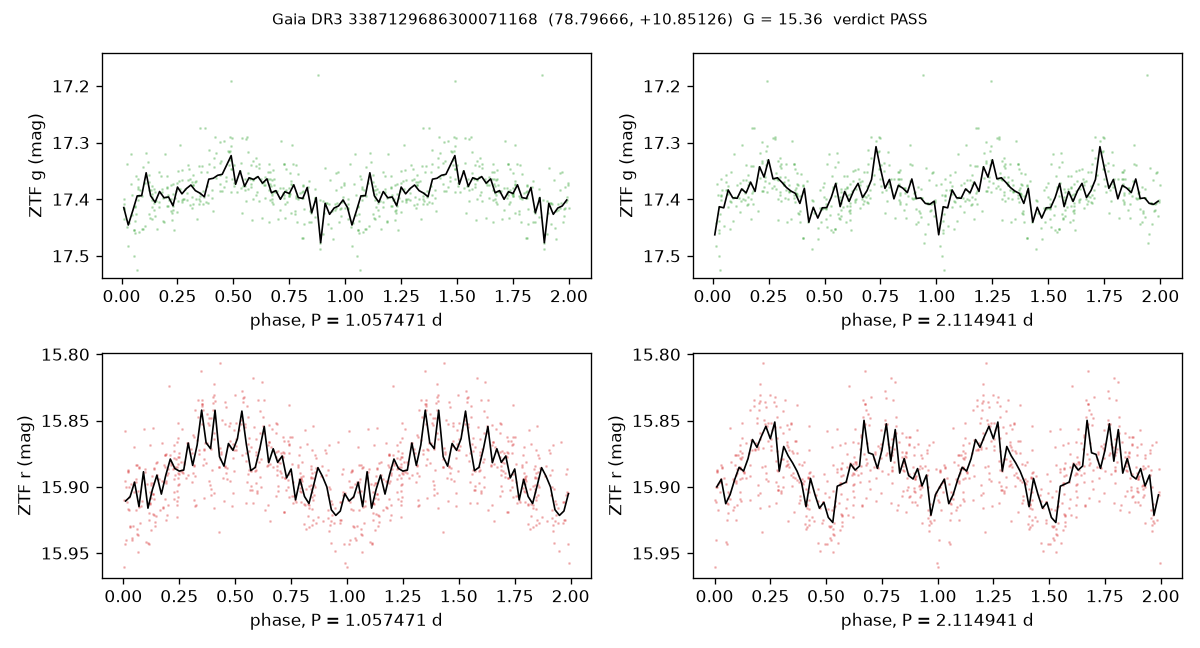 Gaia DR3 3387129686300071168 (78.79666, +10.85126) G = 15.36 verdict PASS
ZTF g (mag)
17.2
17.3
17.4
17.5
0.00 0.25 0.50 0.75 1.00 1.25 1.50 1.75 2.00
phase, P = 1.057471 d
ZTF g (mag)
17.2
17.3
17.4
17.5
0.00 0.25 0.50 0.75 1.00 1.25 1.50 1.75 2.00
phase, P = 2.114941 d
ZTF r (mag)
15.80
15.85
15.90
15.95
0.00 0.25 0.50 0.75 1.00 1.25 1.50 1.75 2.00
phase, P = 1.057471 d
ZTF r (mag)
15.80
15.85
15.90
15.95
0.00 0.25 0.50 0.75 1.00 1.25 1.50 1.75 2.00
phase, P = 2.114941 d